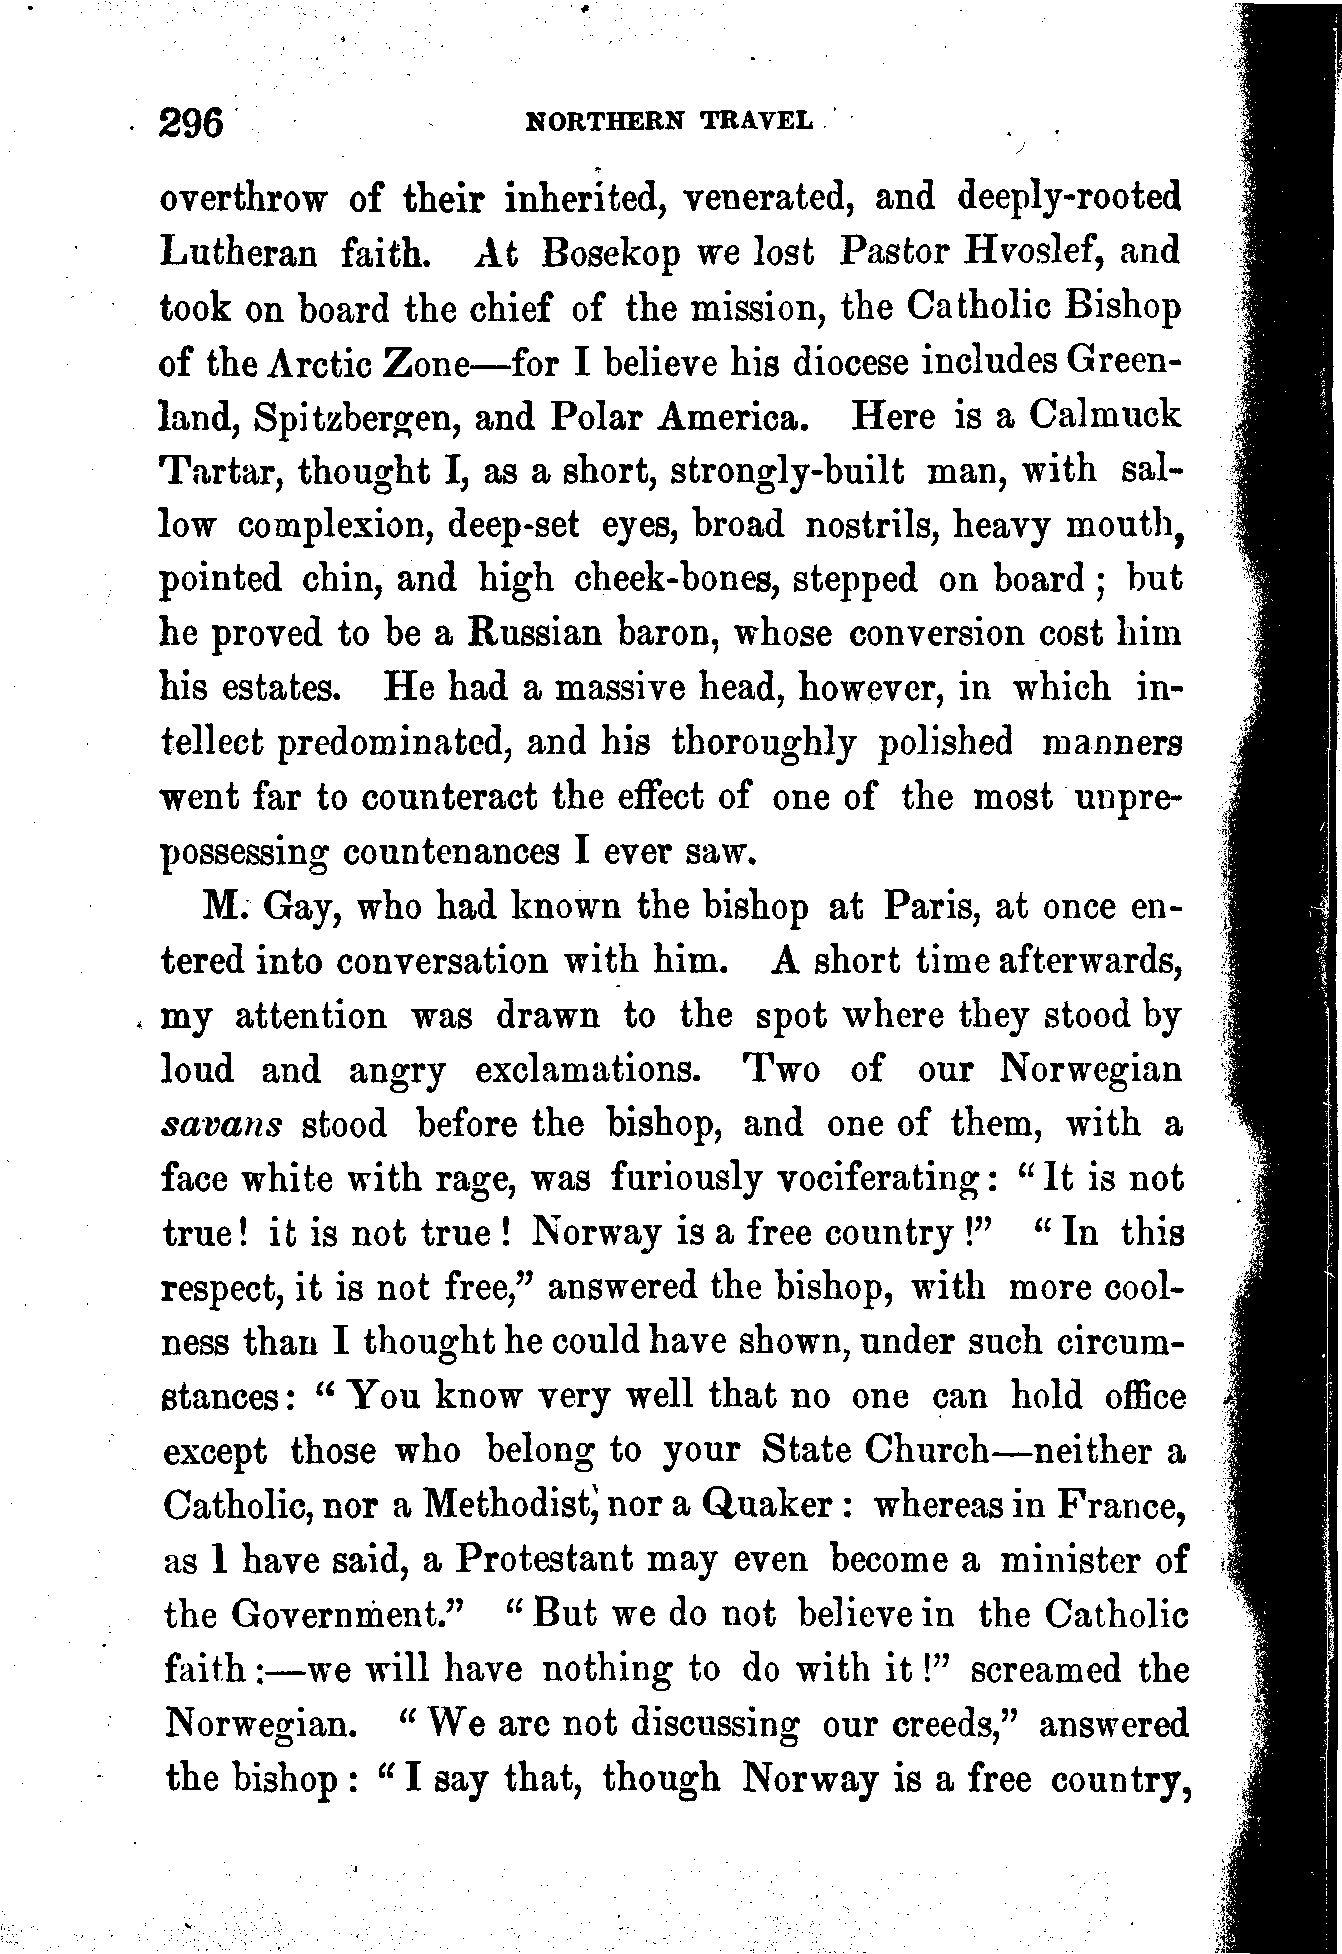 296 NORTHERN TRAVEL
overthrow of their inherited, venerated, and deeply-rooted
Lutheran faith. At Bosekop we lost Pastor Hvoslef, and
took on board the chief of the mission, the Catholic Bishop
of the Arctic Zone—for I believe his diocese includes Green-
land, Spitzbergen, and Polar America. Here is a Calmuck
Tartar, thought I, as a short, strongly-built man, with sal-
low complexion, deep-set eyes, broad nostrils, heavy mouth,
pointed chin, and high cheek-bones, stepped on board ; but
he proved to be a Russian baron, whose conversion cost him
his estates. He had a massive head, however, in which in-
tellect predominated, and his thoroughly polished manners
went far to counteract the effect of one of the most unpre-
possessing countenances I ever saw.
M. Gay, who had known the bishop at Paris, at once en-
tered into conversation with him. A short time afterwards,
my attention was drawn to the spot where they stood by
loud and angry exclamations. Two of our Norwegian
savans stood before the bishop, and one of them, with a
face white with rage, was furiously vociferating: “ It is not
true! it is not true ! Norway is a free country !” “ In this
respect, it is not free,” answered the bishop, with more cool-
ness than I thought he could have shown, under such circum-
stances: “ You know very well that no one can hold office
except those who belong to your State Church—neither a
Catholic, nor a Methodist, nor a Quaker : whereas in France,
as I have said, a Protestant may even become a minister of
the Government.” “ But we do not believe in the Catholic
faith :—we will have nothing to do with it !” screamed the
Norwegian. “ We are not discussing our creeds,” answered
the bishop : “ I say that, though Norway is a free country,